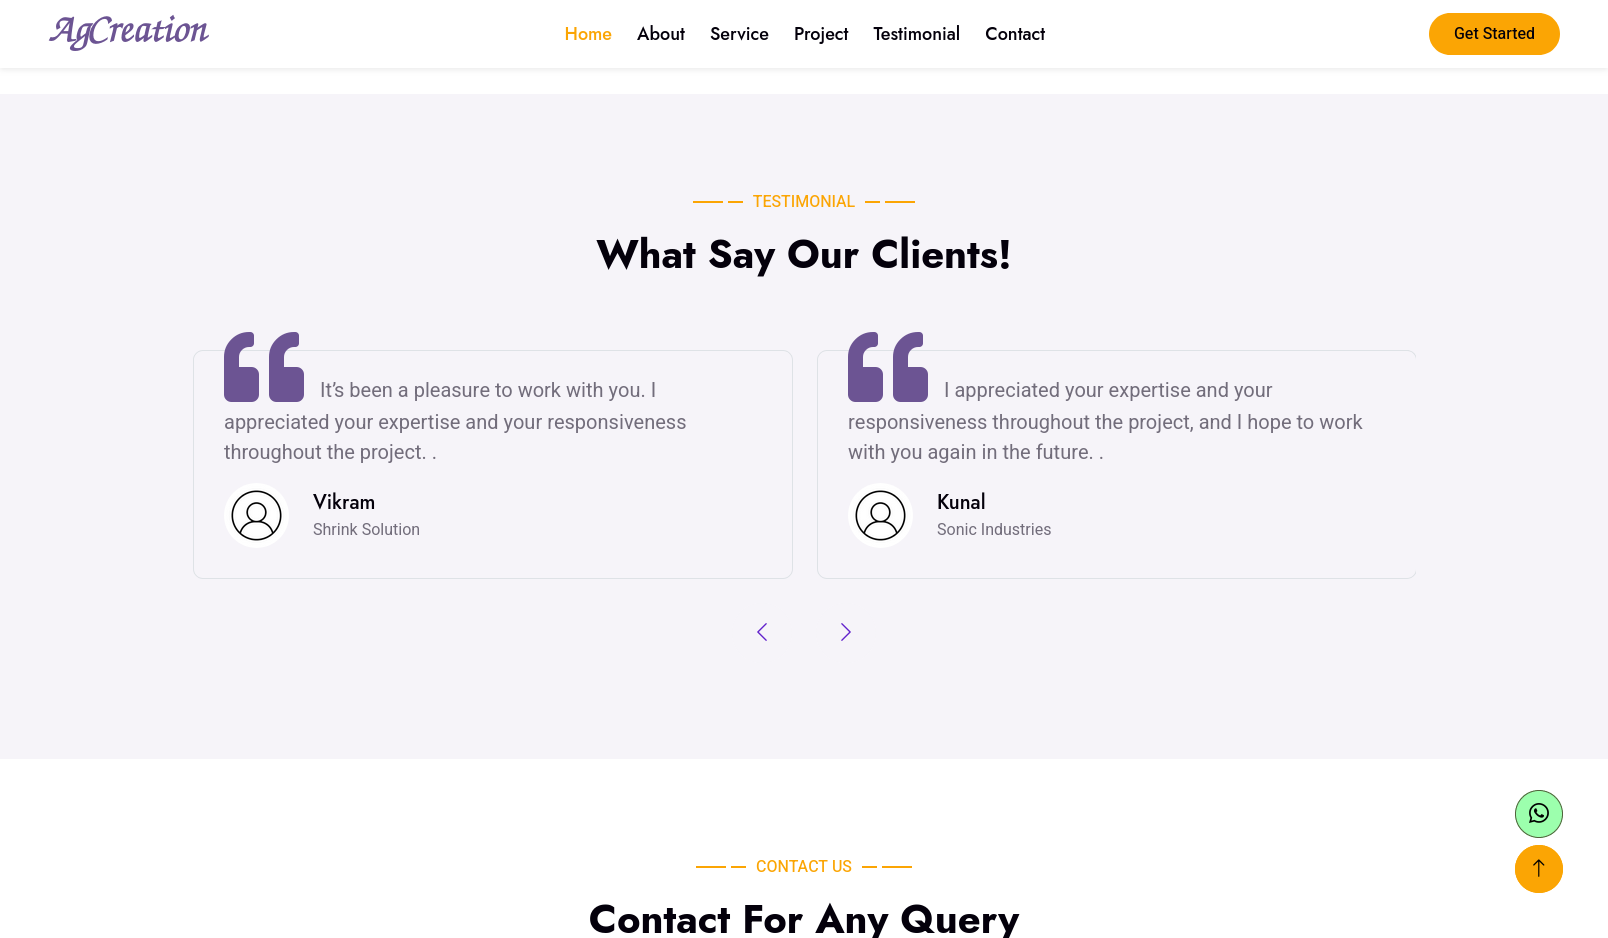 AgCreation
Home About Service Project Testimonial Contact
Get Started
TESTIMONIAL
What Say Our Clients!
It’s been a pleasure to work with you. I
appreciated your expertise and your responsiveness
throughout the project. .
Vikram
Shrink Solution
I appreciated your expertise and your
responsiveness throughout the project, and I hope to work
with you again in the future. .
Kunal
Sonic Industries
CONTACT US
Contact For Any Query